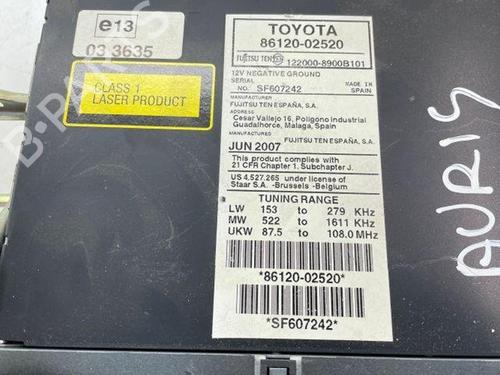 e13
03 3635
CLASS 1
LASER PRODUCT
TOYOTA
86120-02520
FUJITSU TEN 122000-8900B101
12V NEGATIVE GROUND
SERIAL MADE IN
NO. SF607242 SPAIN
MANUFACTURER
FUJITSU TEN ESPAÑA, S.A.
ADDRESS
Cesar Vallejo 16, Poligono Industrial
Guadalhorce, Malaga, Spain
MANUFACTURED FUJITSU TEN ESPAÑA, S.A.
JUN 2007
This product complies with
21 CFR Chapter 1. Subchapter J.
US 4.527.265 under license of
Staar S.A. -Brussels -Belgium
TUNING RANGE
LW 153 to 279 KHz
MW 522 to 1611 KHz
UKW 87.5 to 108.0 MHz
*86120-02520*
*SF607242*
AURIS
B-PARTS